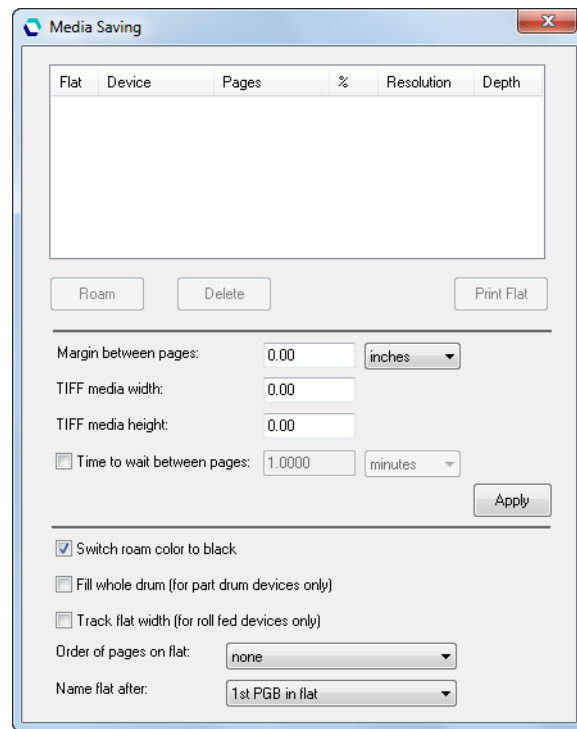 Media Saving
Flat Device Pages % Resolution Depth
Roam Delete Print Flat
Margin between pages: 0.00 inches
TIFF media width: 0.00
TIFF media height: 0.00
Time to wait between pages: 1.0000 minutes
Apply
Switch roam color to black
Fill whole drum (for part drum devices only)
Track flat width (for roll fed devices only)
Order of pages on flat: none
Name flat after: 1st PGB in flat